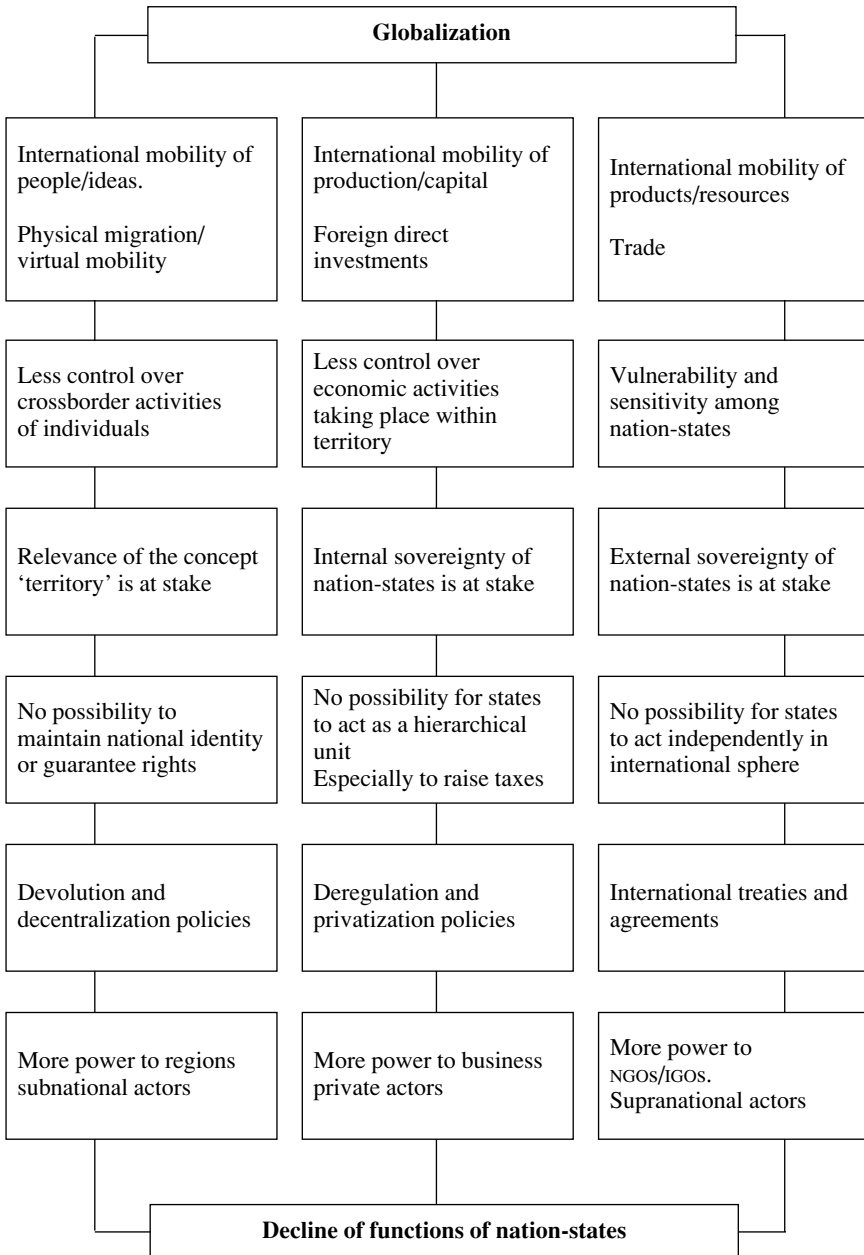 Globalization
International mobility of
people/ideas.
Physical migration/
virtual mobility
International mobility of
production/capital
Foreign direct
investments
International mobility of
products/resources
Trade
Less control over
crossborder activities
of individuals
Less control over
economic activities
taking place within
territory
Vulnerability and
sensitivity among
nation-states
Relevance of the concept
‘territory’ is at stake
Internal sovereignty of
nation-states is at stake
External sovereignty of
nation-states is at stake
No possibility to
maintain national identity
or guarantee rights
No possibility for states
to act as a hierarchical
unit
Especially to raise taxes
No possibility for states
to act independently in
international sphere
Devolution and
decentralization policies
Deregulation and
privatization policies
International treaties and
agreements
More power to regions
subnational actors
More power to business
private actors
More power to
NGOs/IGOs.
Supranational actors
Decline of functions of nation-states